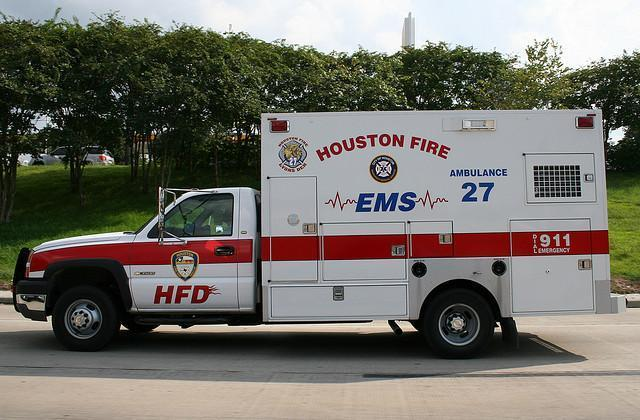 HOUSTON FIRE
EMS
AMBULANCE
27
DIAL 911
EMERGENCY
HFD